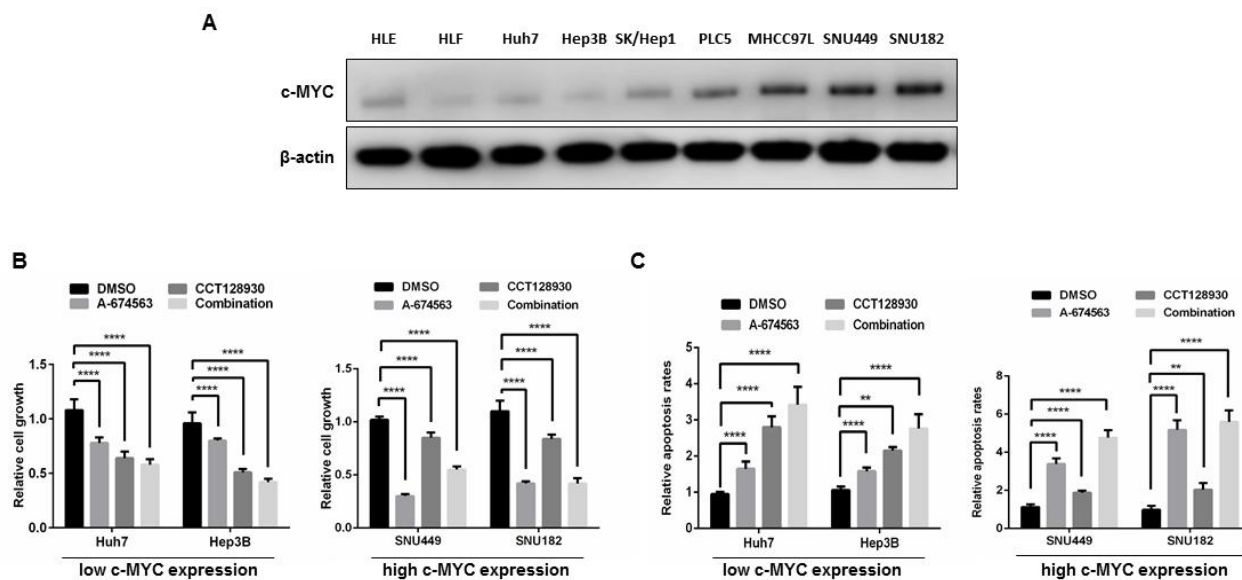 A
HLE HLF Huh7 Hep3B SK/Hep1 PLC5 MHCC97L SNU449 SNU182
c-MYC
β-actin
B
DMSO CCT128930
A-674563 Combination
Relative cell growth
1.5
1.0
0.5
0.0
**** **** ****
**** **** ****
Huh7 Hep3B
low c-MYC expression
DMSO CCT128930
A-674563 Combination
Relative cell growth
1.5
1.0
0.5
0.0
**** **** ****
**** **** ****
SNU449 SNU182
high c-MYC expression
C
DMSO CCT128930
A-674563 Combination
Relative apoptosis rates
5
4
3
2
1
0
**** **** ****
**** ** ****
Huh7 Hep3B
low c-MYC expression
DMSO CCT128930
A-674563 Combination
Relative apoptosis rates
8
6
4
2
0
**** **** ****
**** ** ****
SNU449 SNU182
high c-MYC expression